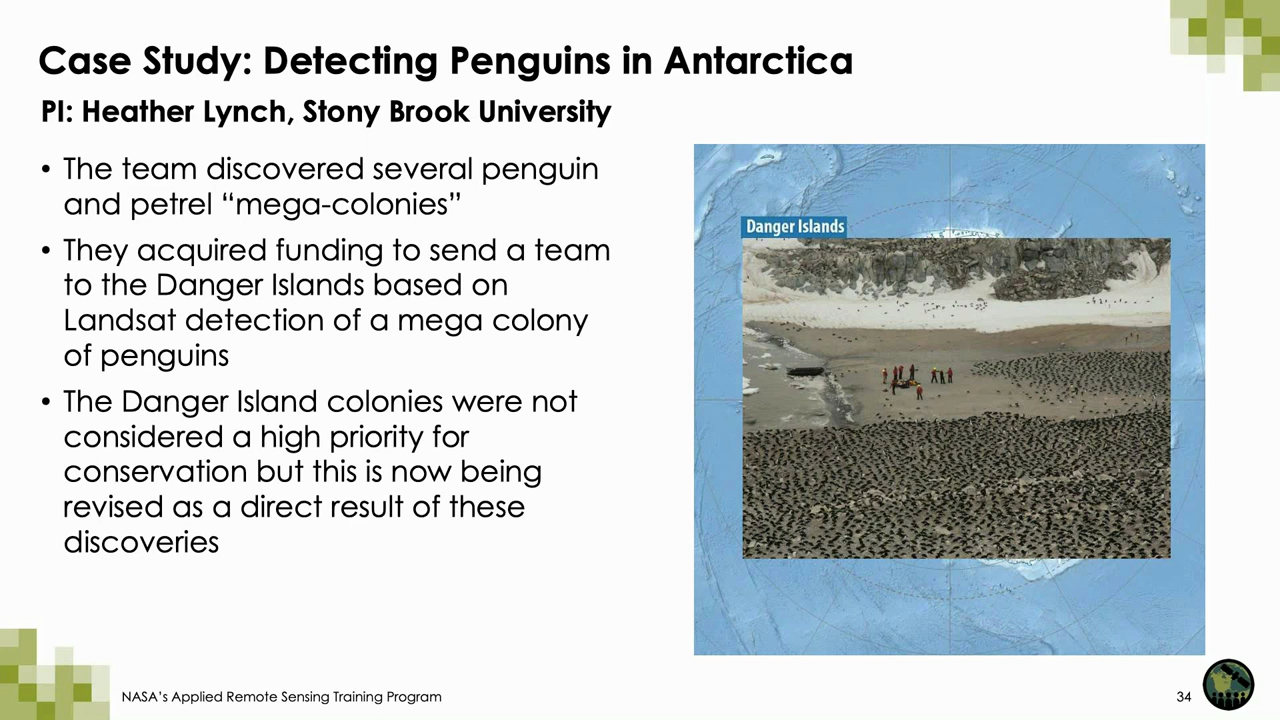 Case Study: Detecting Penguins in Antarctica
PI: Heather Lynch, Stony Brook University
• The team discovered several penguin
and petrel “mega-colonies”
• They acquired funding to send a team
to the Danger Islands based on
Landsat detection of a mega colony
of penguins
• The Danger Island colonies were not
considered a high priority for
conservation but this is now being
revised as a direct result of these
discoveries
Danger Islands
NASA’s Applied Remote Sensing Training Program
34